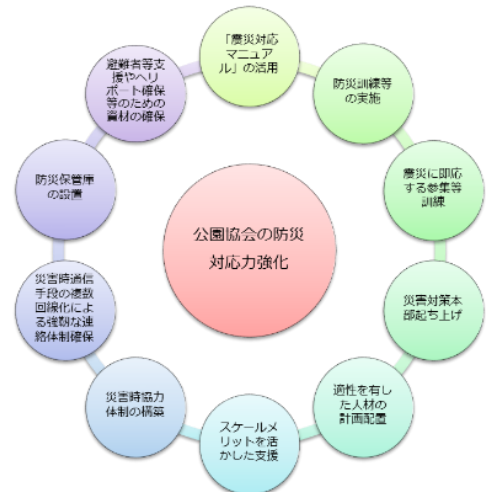 「震災対応
マニュア
ル」の活用
防災訓練等
の実施
震災に即応
する参集等
訓練
災害対策本
部起ち上げ
適性を有し
た人材の
計画配置
スケールメ
リットを活
かした支援
災害時協力
体制の構築
災害時通信
手段の複数
回線化によ
る強靭な連
絡体制確保
防災保管庫
の設置
避難者等支
援やヘリ
ポート確保
等のための
資材の確保
公園協会の防災
対応力強化